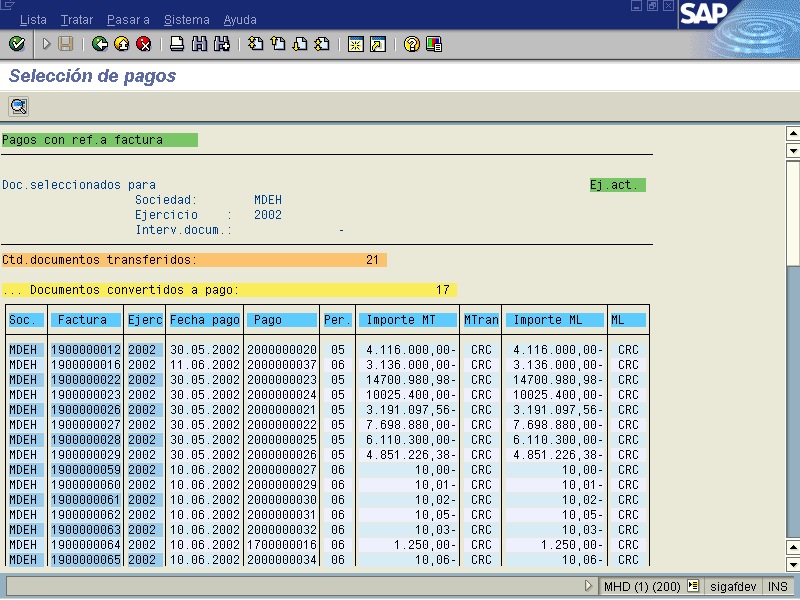 Lista Tratar Pasar a Sistema Ayuda
SAP
Selección de pagos
Pagos con ref.a factura
Doc.seleccionados para Ej.act.
Sociedad: MDEH
Ejercicio : 2002
Interv.docum.: -
Ctd.documentos transferidos: 21
... Documentos convertidos a pago: 17
Soc. Factura Ejerc Fecha pago Pago Per. Importe MT MTran Importe ML ML
MDEH 1900000012 2002 30.05.2002 2000000020 05 4.116.000,00- CRC 4.116.000,00- CRC
MDEH 1900000016 2002 11.06.2002 2000000037 06 3.136.000,00- CRC 3.136.000,00- CRC
MDEH 1900000022 2002 30.05.2002 2000000023 05 14700.980,98- CRC 14700.980,98- CRC
MDEH 1900000023 2002 30.05.2002 2000000024 05 10025.400,00- CRC 10025.400,00- CRC
MDEH 1900000026 2002 30.05.2002 2000000021 05 3.191.097,56- CRC 3.191.097,56- CRC
MDEH 1900000027 2002 30.05.2002 2000000022 05 7.698.880,00- CRC 7.698.880,00- CRC
MDEH 1900000028 2002 30.05.2002 2000000025 05 6.110.300,00- CRC 6.110.300,00- CRC
MDEH 1900000029 2002 30.05.2002 2000000026 05 4.851.226,38- CRC 4.851.226,38- CRC
MDEH 1900000059 2002 10.06.2002 2000000027 06 10,00- CRC 10,00- CRC
MDEH 1900000060 2002 10.06.2002 2000000029 06 10,01- CRC 10,01- CRC
MDEH 1900000061 2002 10.06.2002 2000000030 06 10,02- CRC 10,02- CRC
MDEH 1900000062 2002 10.06.2002 2000000031 06 10,05- CRC 10,05- CRC
MDEH 1900000063 2002 10.06.2002 2000000032 06 10,03- CRC 10,03- CRC
MDEH 1900000064 2002 10.06.2002 1700000016 06 1.250,00- CRC 1.250,00- CRC
MDEH 1900000065 2002 10.06.2002 2000000034 06 10,06- CRC 10,06- CRC
MHD (1) (200) sigafdev INS